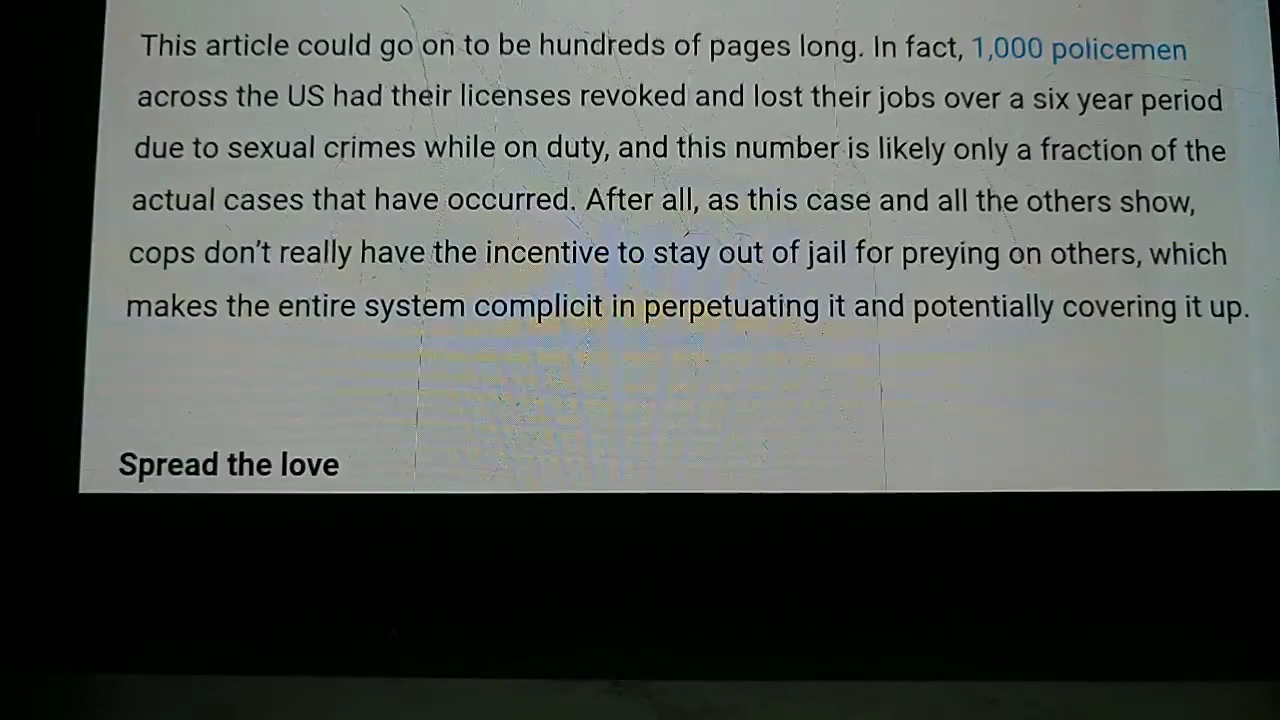 This article could go on to be hundreds of pages long. In fact, 1,000 policemen
across the US had their licenses revoked and lost their jobs over a six year period
due to sexual crimes while on duty, and this number is likely only a fraction of the
actual cases that have occurred. After all, as this case and all the others show,
cops don't really have the incentive to stay out of jail for preying on others, which
makes the entire system complicit in perpetuating it and potentially covering it up.
Spread the love